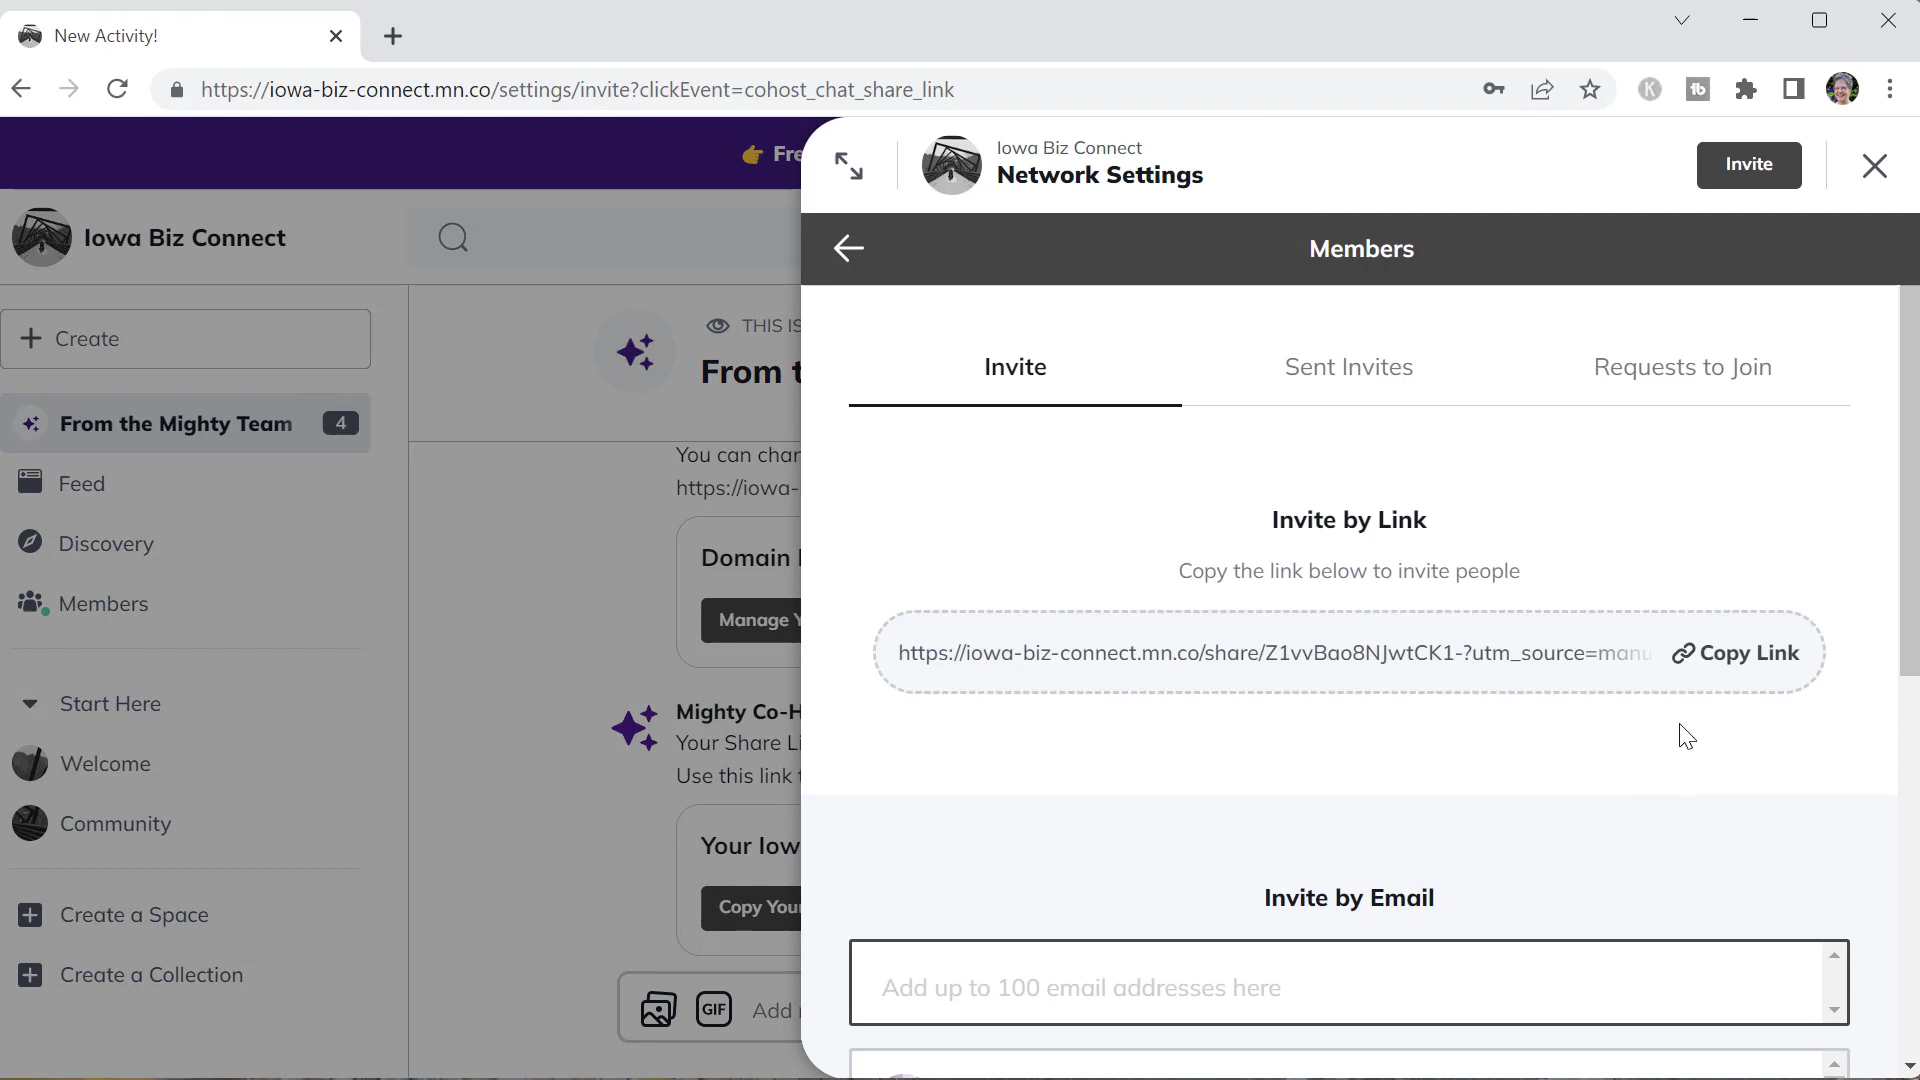 New Activity!
https://iowa-biz-connect.mn.co/settings/invite?clickEvent=cohost_chat_share_link
👉 Fre
Iowa Biz Connect
Network Settings
Invite
Iowa Biz Connect
Members
Create
THIS IS
From t
Invite
Sent Invites
Requests to Join
From the Mighty Team
4
Feed
Discovery
Members
You can char
https://iowa-
Domain
Manage Y
Invite by Link
Copy the link below to invite people
https://iowa-biz-connect.mn.co/share/Z1vvBao8NJwtCK1-?utm_source=manu
Copy Link
Start Here
Welcome
Community
Mighty Co-H
Your Share Li
Use this link
Your Iow
Copy Your
Create a Space
Create a Collection
Invite by Email
Add up to 100 email addresses here
GIF
Add